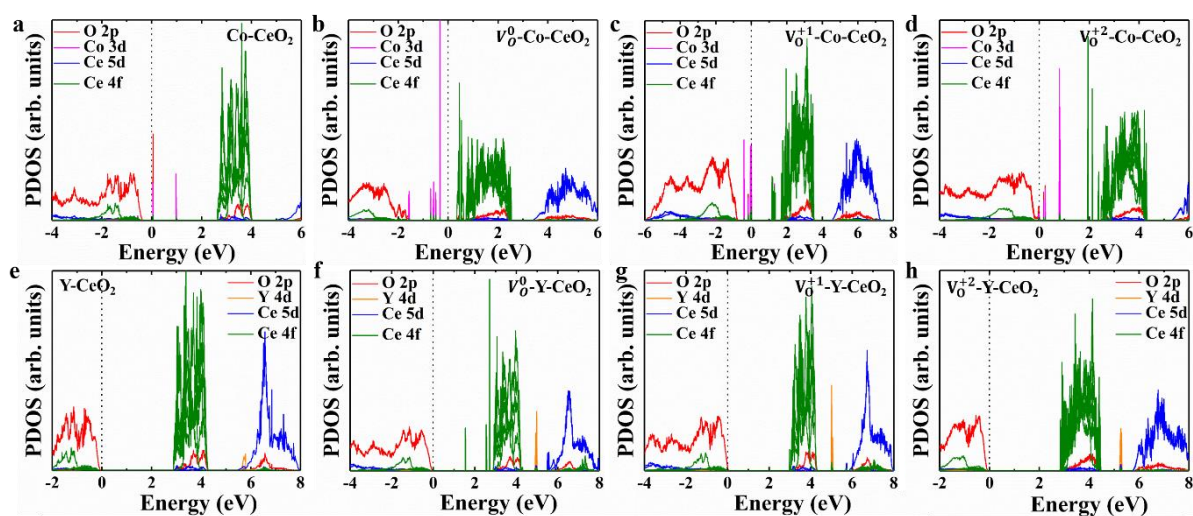 a
PDOS (arb. units)
O 2p
Co 3d
Ce 5d
Ce 4f
Co-CeO₂
-4 -2 0 2 4 6
Energy (eV)
b
PDOS (arb. units)
O 2p
Co 3d
Ce 5d
Ce 4f
V_O^0-Co-CeO₂
-4 -2 0 2 4 6
Energy (eV)
c
PDOS (arb. units)
O 2p
Co 3d
Ce 5d
Ce 4f
V_O^{+1}-Co-CeO₂
-6 -4 -2 0 2 4 6 8
Energy (eV)
d
PDOS (arb. units)
O 2p
Co 3d
Ce 5d
Ce 4f
V_O^{+2}-Co-CeO₂
-4 -2 0 2 4 6
Energy (eV)
e
PDOS (arb. units)
Y-CeO₂
O 2p
Y 4d
Ce 5d
Ce 4f
-2 0 2 4 6 8
Energy (eV)
f
PDOS (arb. units)
O 2p
Y 4d
Ce 5d
Ce 4f
V_O^0-Y-CeO₂
-4 -2 0 2 4 6 8
Energy (eV)
g
PDOS (arb. units)
O 2p
Y 4d
Ce 5d
Ce 4f
V_O^{+1}-Y-CeO₂
-4 -2 0 2 4 6 8
Energy (eV)
h
PDOS (arb. units)
V_O^{+2}-Y-CeO₂
O 2p
Y 4d
Ce 5d
Ce 4f
-2 0 2 4 6 8
Energy (eV)